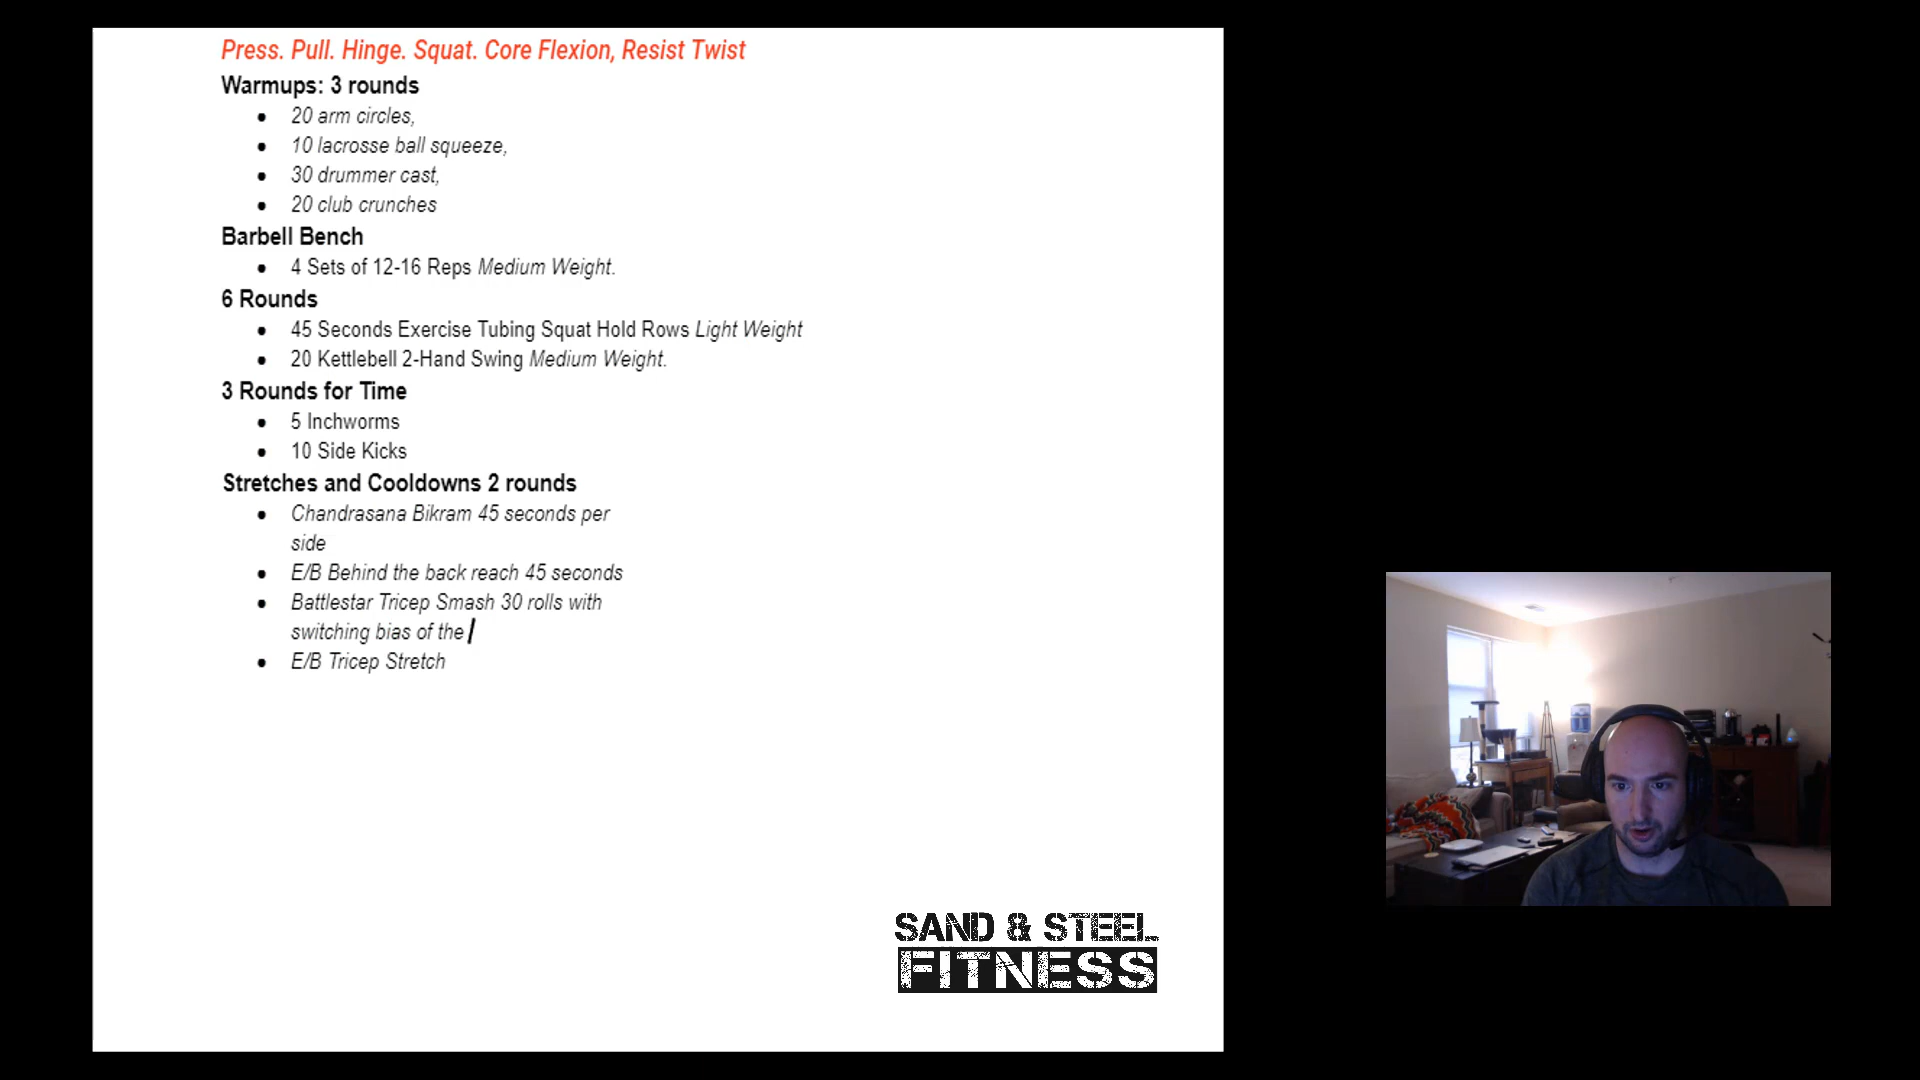 Press. Pull. Hinge. Squat. Core Flexion, Resist Twist
Warmups: 3 rounds
20 arm circles,
10 lacrosse ball squeeze,
30 drummer cast,
20 club crunches
Barbell Bench
4 Sets of 12-16 Reps Medium Weight.
6 Rounds
45 Seconds Exercise Tubing Squat Hold Rows Light Weight
20 Kettlebell 2-Hand Swing Medium Weight.
3 Rounds for Time
5 Inchworms
10 Side Kicks
Stretches and Cooldowns 2 rounds
Chandrasana Bikram 45 seconds per
side
E/B Behind the back reach 45 seconds
Battlestar Tricep Smash 30 rolls with
switching bias of the
E/B Tricep Stretch
SAND & STEEL
FITNESS